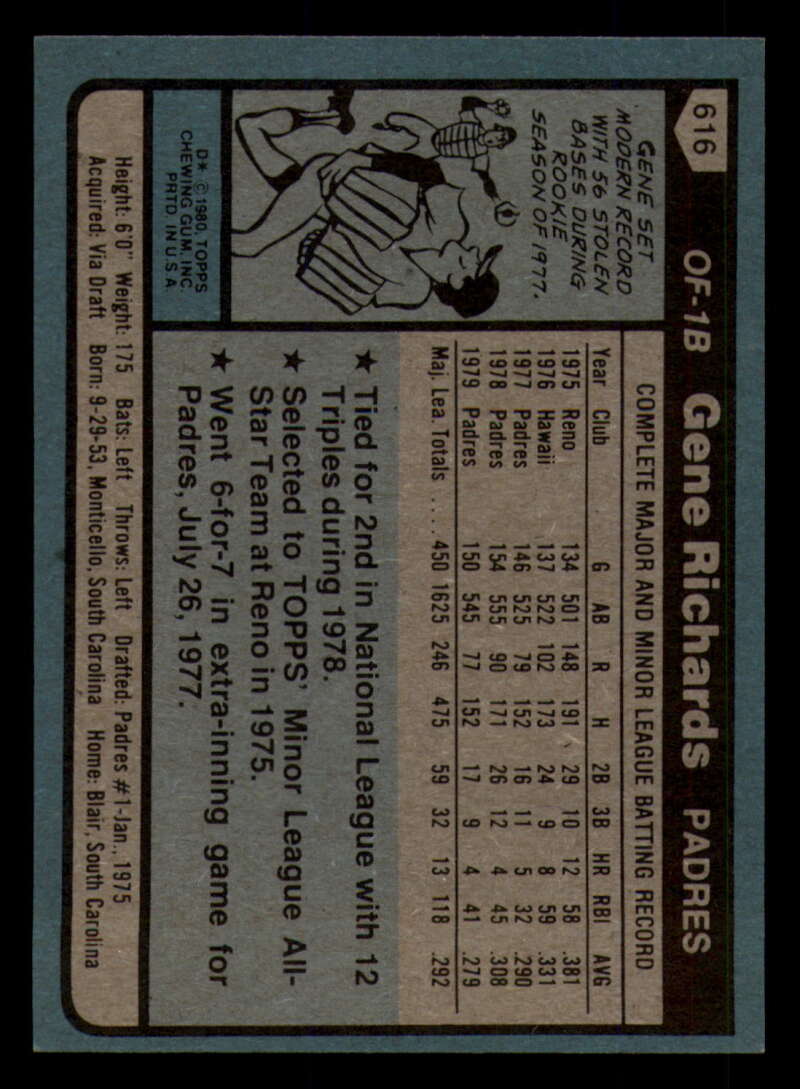 616 OF-1B Gene Richards PADRES
GENE SET
MODERN RECORD
WITH 56 STOLEN
BASES DURING
ROOKIE
SEASON OF 1977.
D* © 1980, TOPPS
CHEWING GUM, INC.
PRTD. IN U.S.A.
COMPLETE MAJOR AND MINOR LEAGUE BATTING RECORD
Year Club G AB R H 2B 3B HR RBI AVG
1975 Reno 134 501 148 191 29 10 12 58 .381
1976 Hawaii 137 522 102 173 24 9 8 59 .331
1977 Padres 146 525 79 152 16 11 5 32 .290
1978 Padres 154 555 90 171 26 12 4 45 .308
1979 Padres 150 545 77 152 17 9 4 41 .279
Maj. Lea. Totals .... 450 1625 246 475 59 32 13 118 .292
★ Tied for 2nd in National League with 12
Triples during 1978.
★ Selected to TOPPS' Minor League All-
Star Team at Reno in 1975.
★ Went 6-for-7 in extra-inning game for
Padres, July 26, 1977.
Height: 6'0" Weight: 175 Bats: Left Throws: Left Drafted: Padres #1-Jan., 1975
Acquired: Via Draft Born: 9-29-53, Monticello, South Carolina Home: Blair, South Carolina